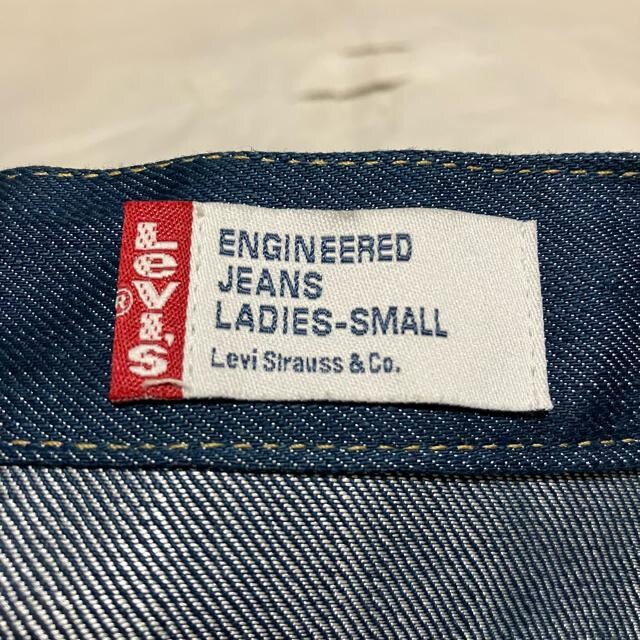 LEVI'S
®
ENGINEERED
JEANS
LADIES-SMALL
Levi Strauss & Co.